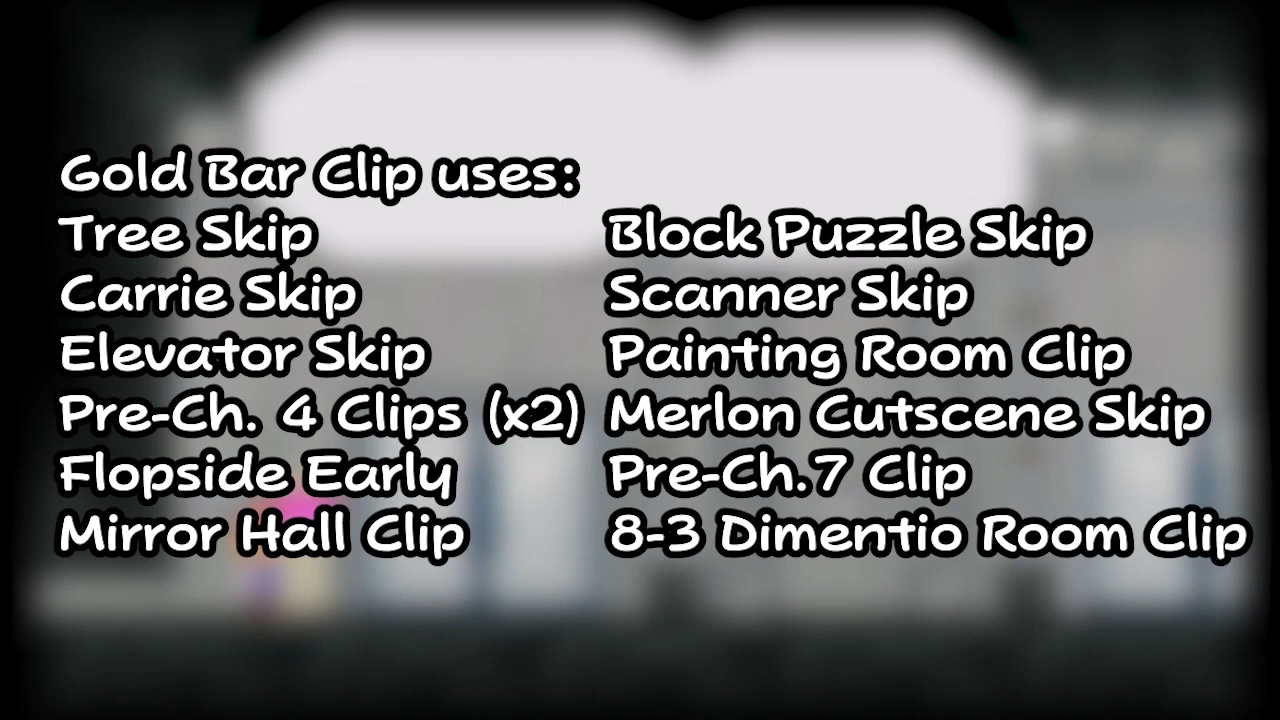 Gold Bar Clip uses:
Tree Skip
Carrie Skip
Elevator Skip
Pre-Ch. 4 Clips (x2)
Flopside Early
Mirror Hall Clip
Block Puzzle Skip
Scanner Skip
Painting Room Clip
Merlon Cutscene Skip
Pre-Ch.7 Clip
8-3 Dimentio Room Clip